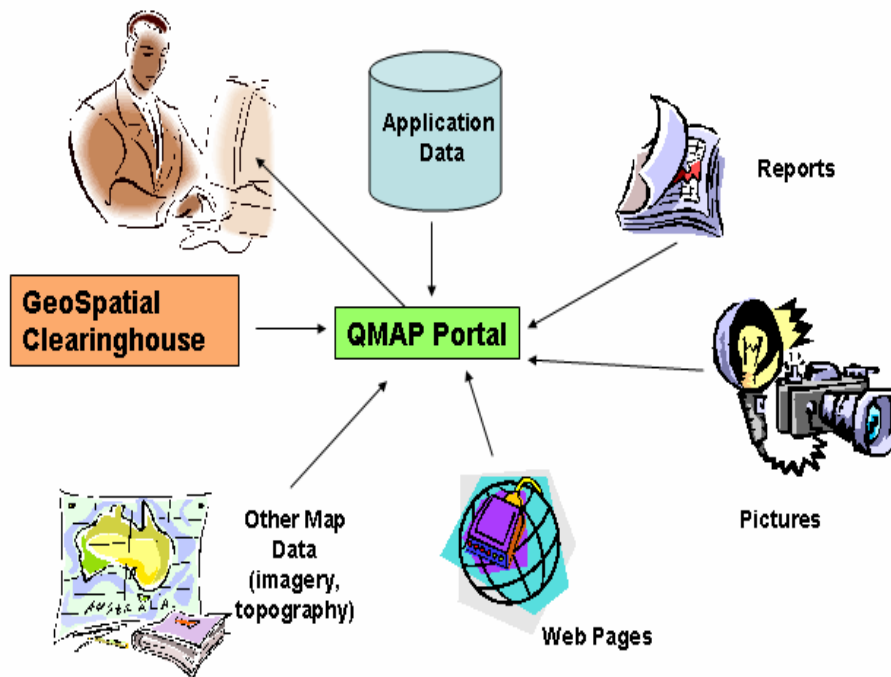 Application
Data
Reports
GeoSpatial
Clearinghouse
QMAP Portal
Pictures
Other Map
Data
(imagery,
topography)
Web Pages